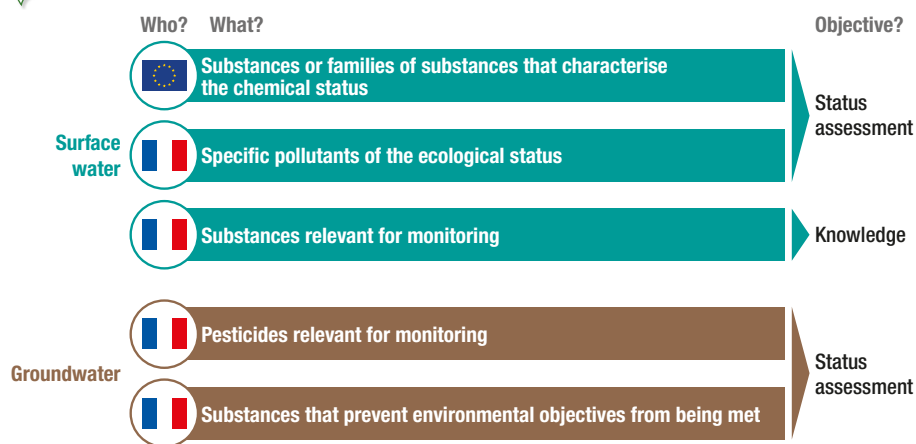 Who? What? Objective?
Substances or families of substances that characterise
the chemical status
Status
assessment
Surface
water
Specific pollutants of the ecological status
Substances relevant for monitoring
Knowledge
Pesticides relevant for monitoring
Groundwater
Status
assessment
Substances that prevent environmental objectives from being met